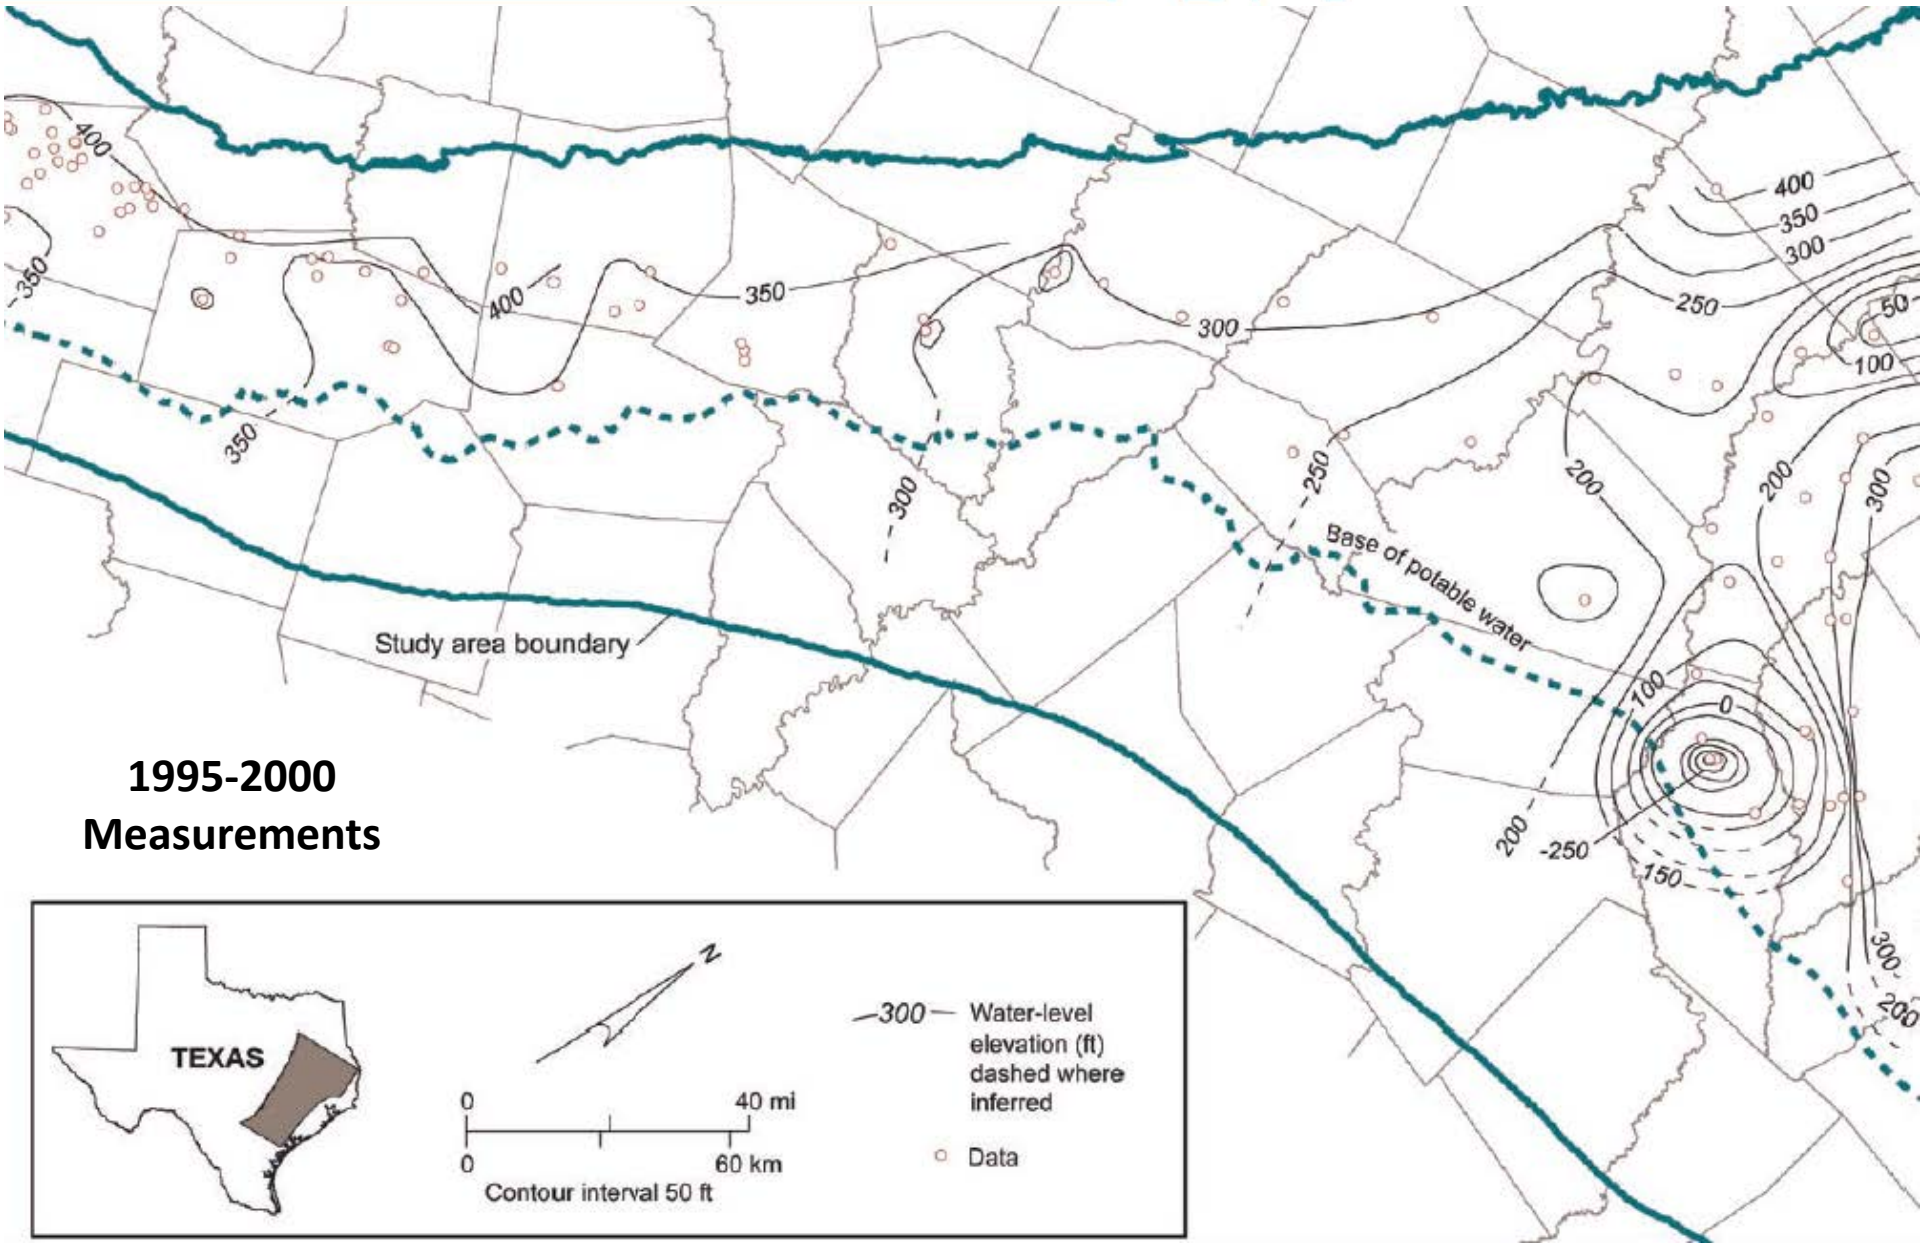 400
400
350
300
-350
50
400
350
300
250
100
350
200
200
300
250
300
Base of potable water
Study area boundary
100
0
1995-2000
Measurements
200
-250
150
300
200
N
TEXAS
-300-
Water-level
elevation (ft)
dashed where
inferred
0
40 mi
0
60 km
Data
Contour interval 50 ft